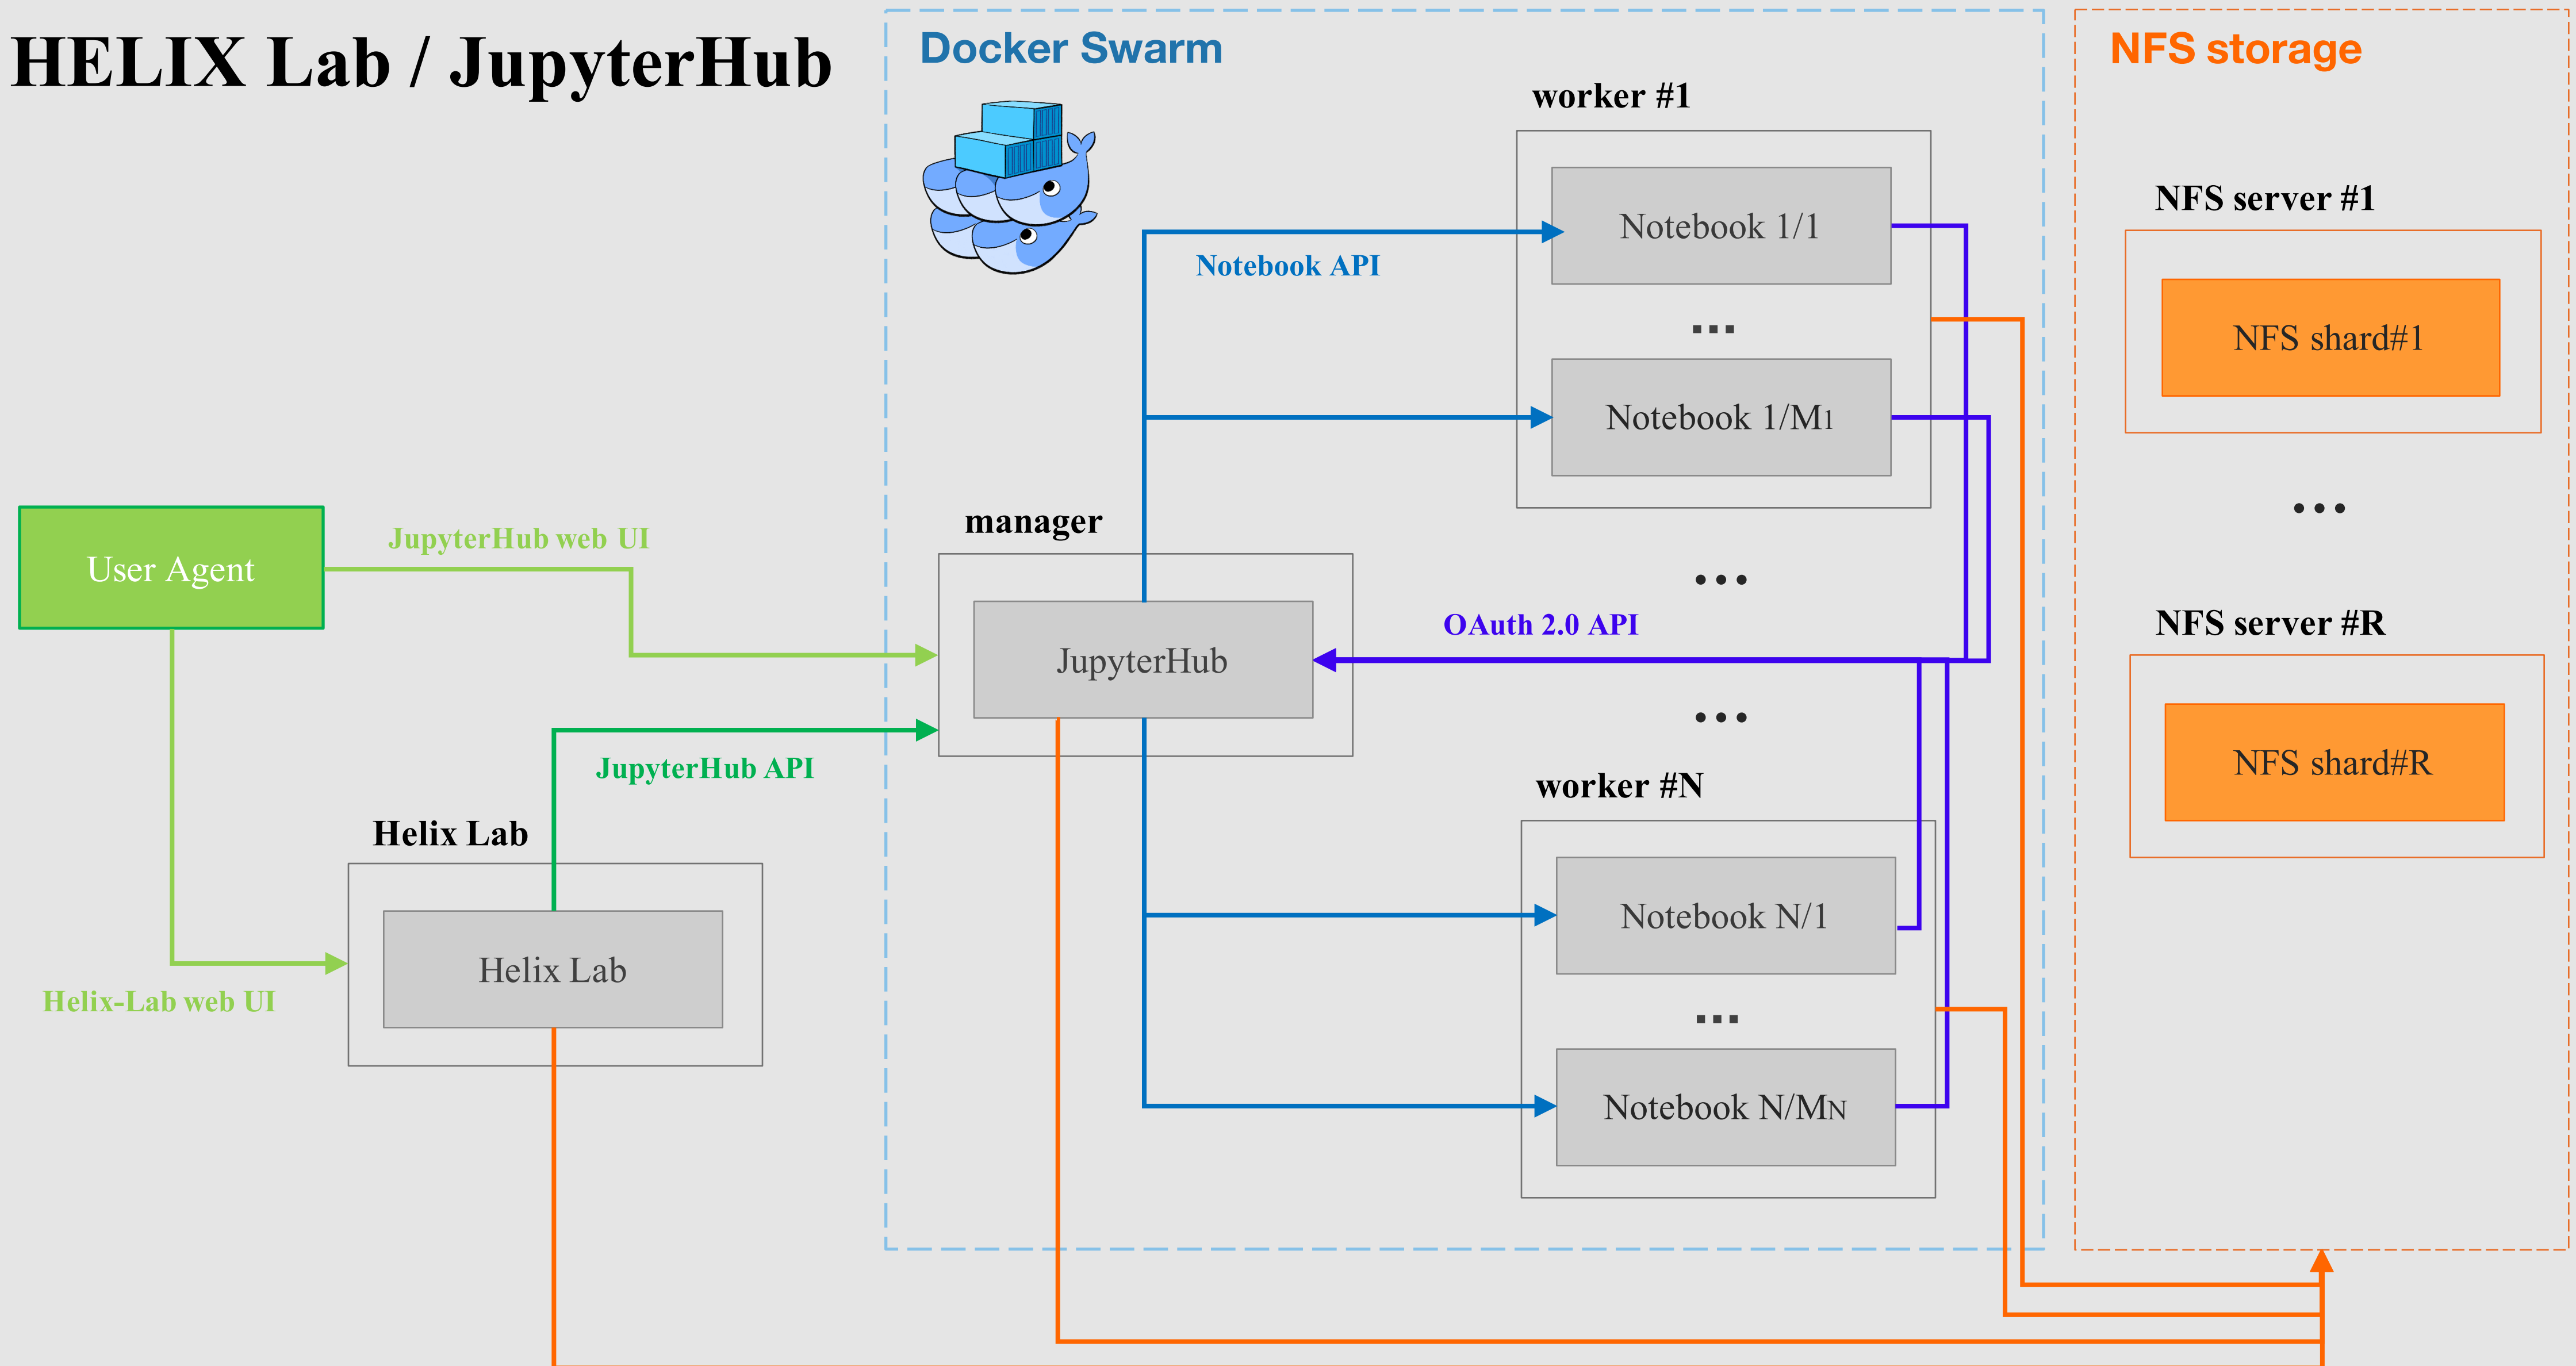 HELIX Lab / JupyterHub
Docker Swarm
NFS storage
worker #1
Notebook 1/1
...
Notebook 1/M1
Notebook API
NFS server #1
NFS shard#1
...
manager
JupyterHub
...
OAuth 2.0 API
...
User Agent
JupyterHub web UI
JupyterHub API
NFS server #R
NFS shard#R
worker #N
Notebook N/1
...
Notebook N/MN
Helix Lab
Helix Lab
Helix-Lab web UI